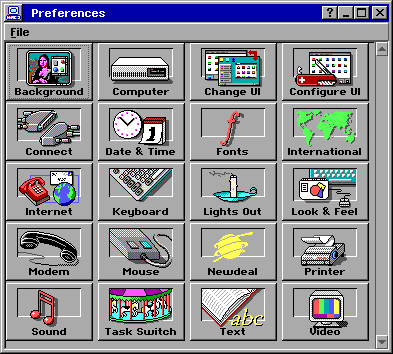 Preferences
File
Background Computer Change UI Configure UI
Connect Date & Time Fonts International
Internet Keyboard Lights Out Look & Feel
Modem Mouse Newdeal Printer
Sound Task Switch Text Video